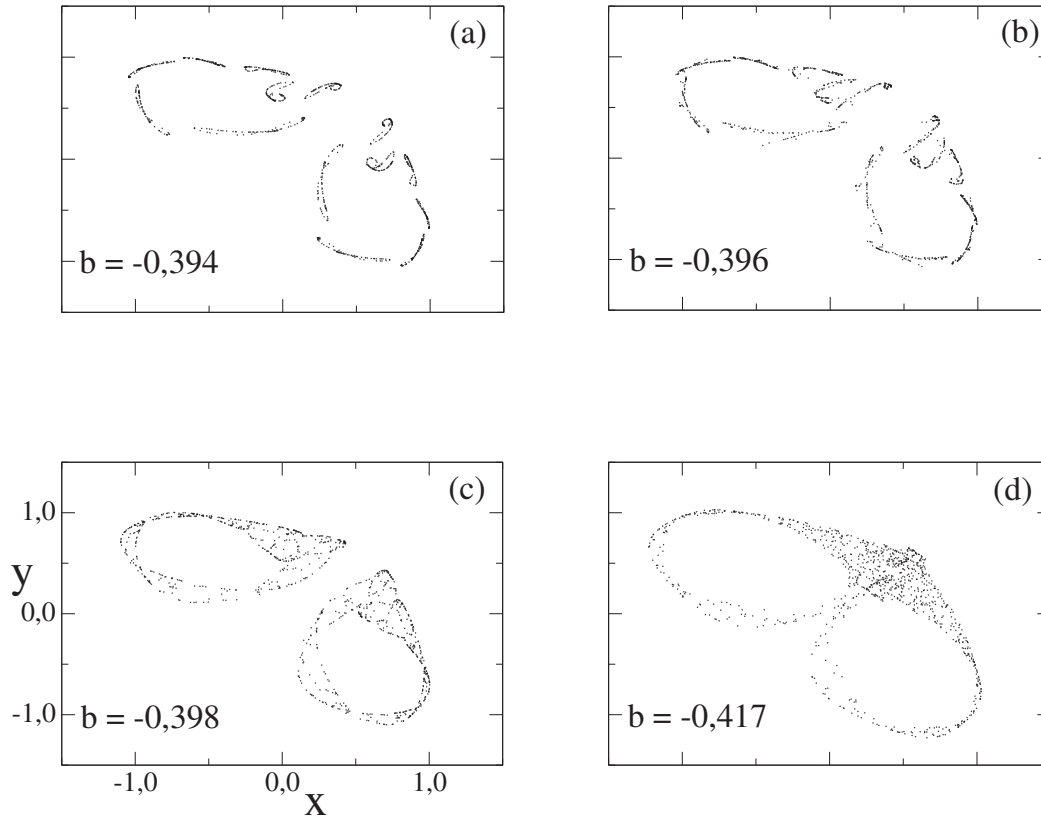 (a)
b = -0,394
(b)
b = -0,396
(c)
1,0
y
0,0
-1,0
b = -0,398
-1,0 0,0 1,0
x
(d)
b = -0,417